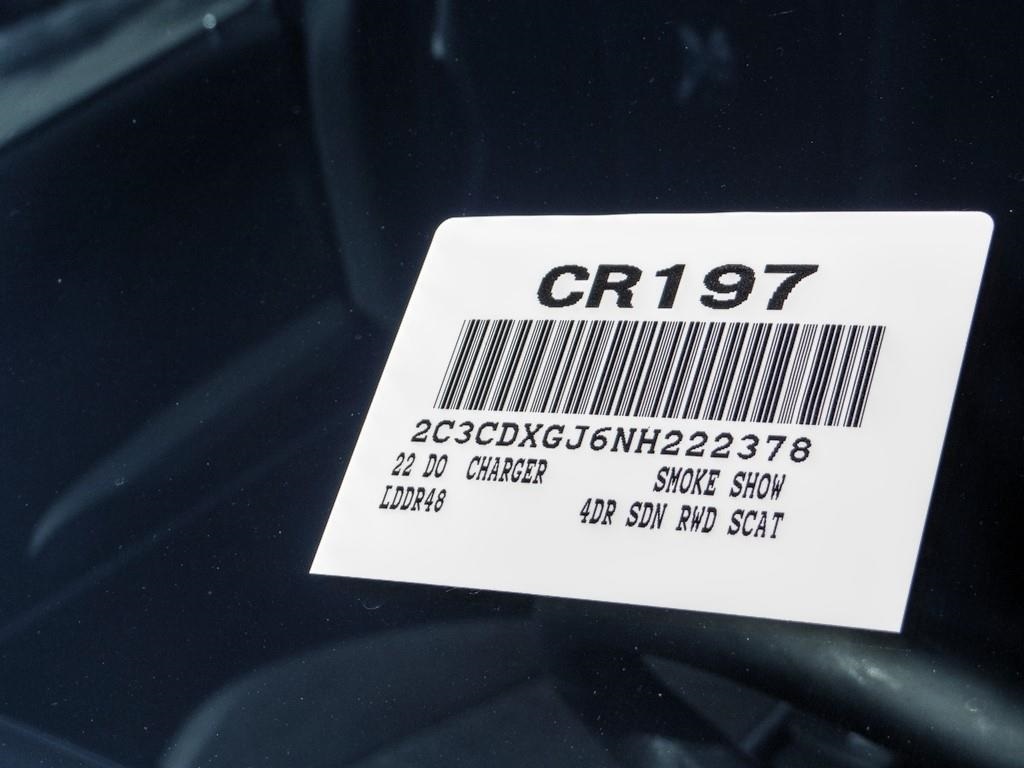 CR197
2C3CDXGJ6NH222378
22 DO CHARGER SMOKE SHOW
LDDR48 4DR SDN RWD SCAT